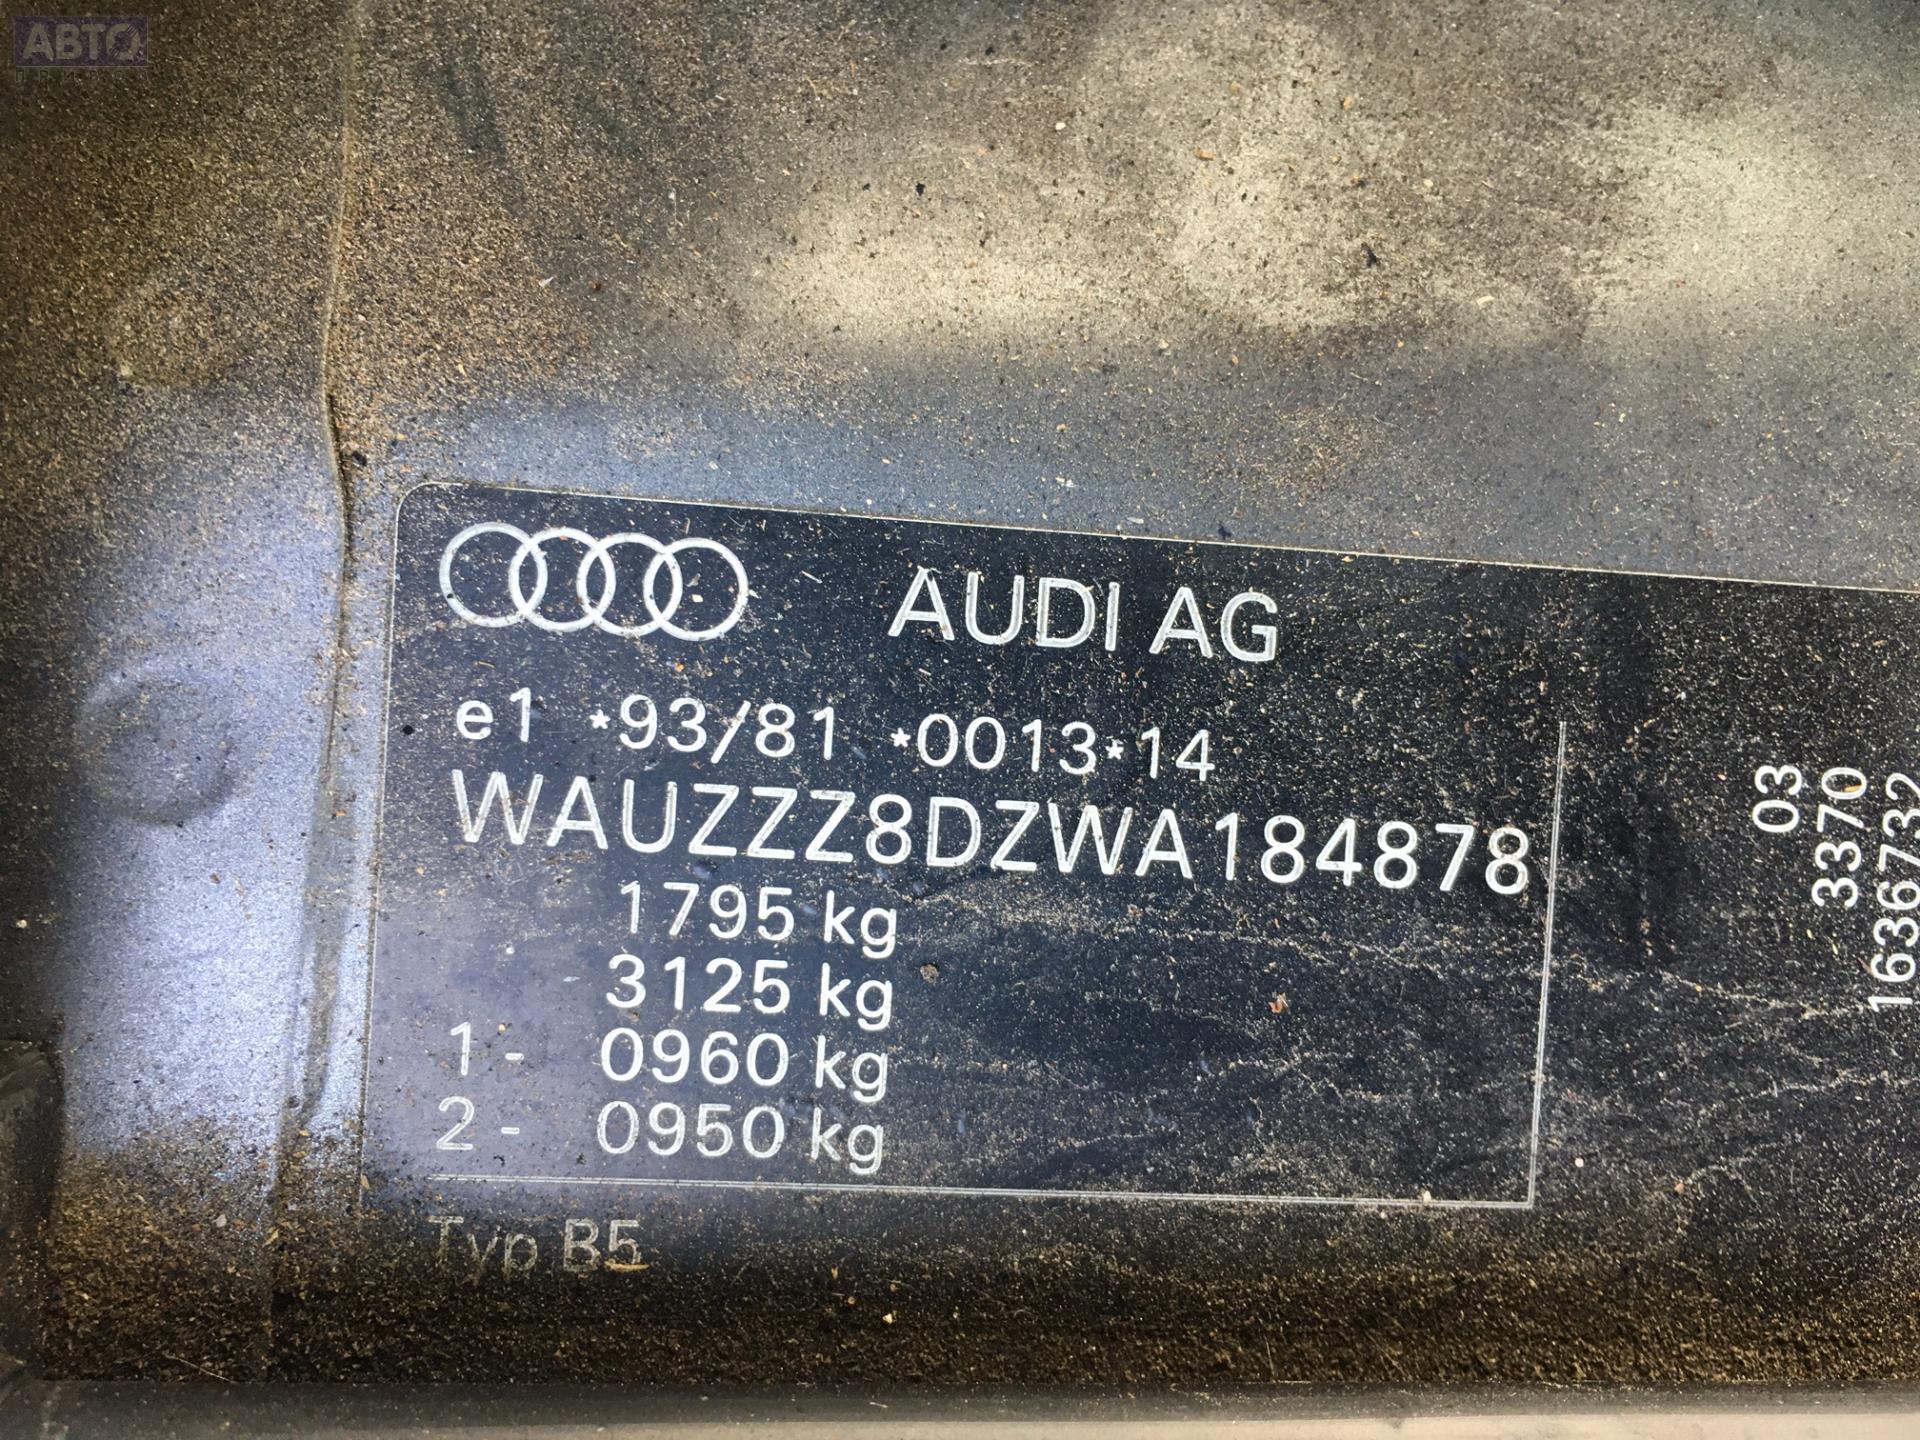 АВТО
ПРИВОЗ
AUDI AG
e1 *93/81 *0013*14
WAUZZZ8DZWA184878
1795 kg
3125 kg
1- 0960 kg
2- 0950 kg
Typ B5
03
3370
1636732